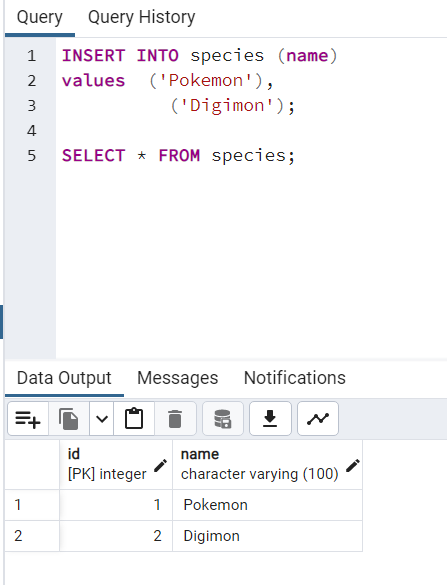 Query Query History
1 INSERT INTO species (name)
2 values ('Pokemon'),
3 ('Digimon');
4
5 SELECT * FROM species;
Data Output Messages Notifications
id name
[PK] integer character varying (100)
1 1 Pokemon
2 2 Digimon